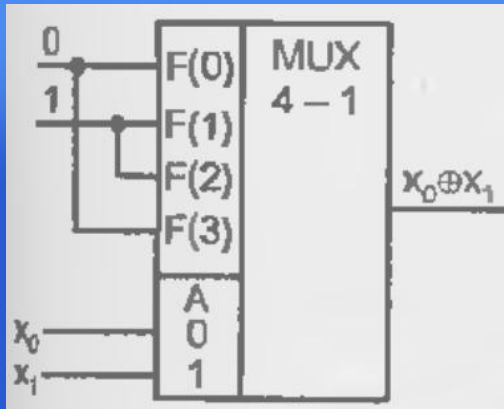 0
F(0) MUX
1 F(1) 4 – 1
F(2) x₀⊕x₁
F(3)
A
x₀ 0
x₁ 1